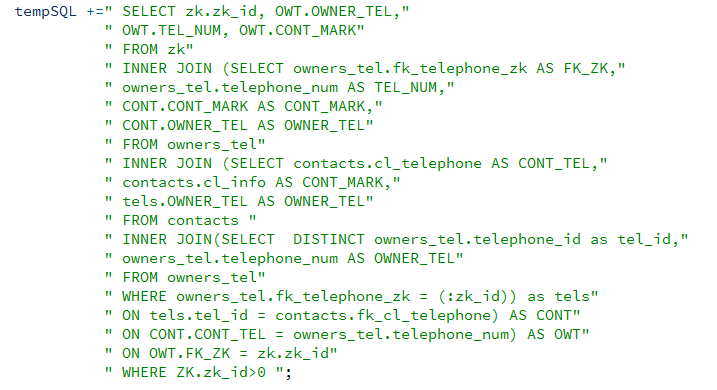 tempSQL +=" SELECT zk.zk_id, OWT.OWNER_TEL,"
" OWT.TEL_NUM, OWT.CONT_MARK"
" FROM zk"
" INNER JOIN (SELECT owners_tel.fk_telephone_zk AS FK_ZK,"
" owners_tel.telephone_num AS TEL_NUM,"
" CONT.CONT_MARK AS CONT_MARK,"
" CONT.OWNER_TEL AS OWNER_TEL"
" FROM owners_tel"
" INNER JOIN (SELECT contacts.cl_telephone AS CONT_TEL,"
" contacts.cl_info AS CONT_MARK,"
" tels.OWNER_TEL AS OWNER_TEL"
" FROM contacts "
" INNER JOIN(SELECT  DISTINCT owners_tel.telephone_id as tel_id,"
" owners_tel.telephone_num AS OWNER_TEL"
" FROM owners_tel"
" WHERE owners_tel.fk_telephone_zk = (:zk_id)) as tels"
" ON tels.tel_id = contacts.fk_cl_telephone) AS CONT"
" ON CONT.CONT_TEL = owners_tel.telephone_num) AS OWT"
" ON OWT.FK_ZK = zk.zk_id"
" WHERE ZK.zk_id>0 ";